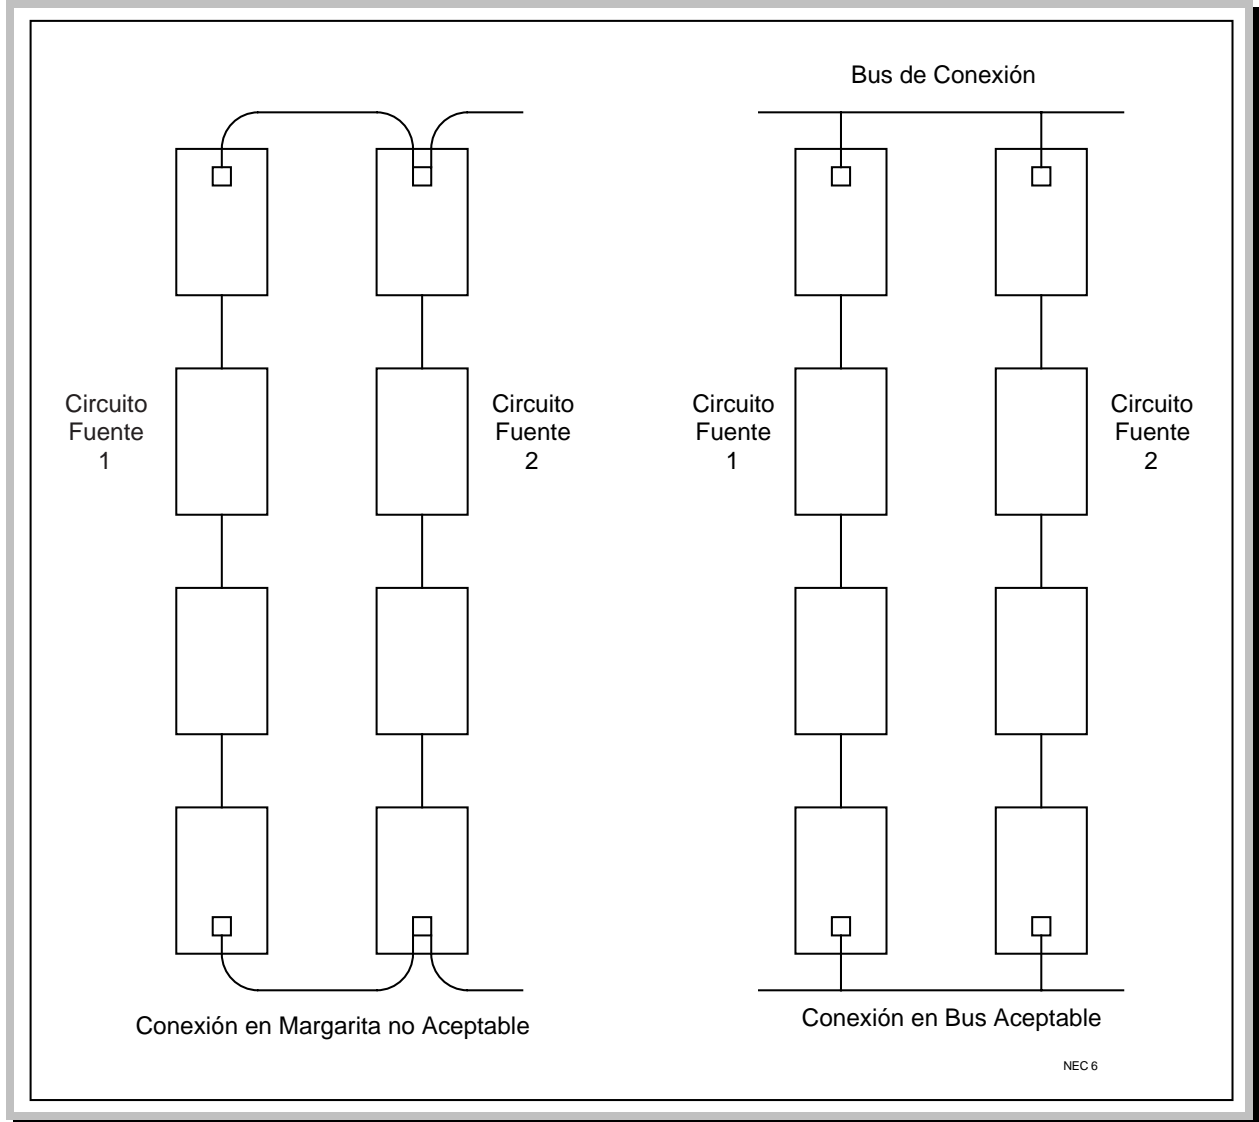 Bus de Conexión
Circuito
Fuente
1
Circuito
Fuente
2
Circuito
Fuente
1
Circuito
Fuente
2
Conexión en Margarita no Aceptable
Conexión en Bus Aceptable
NEC 6